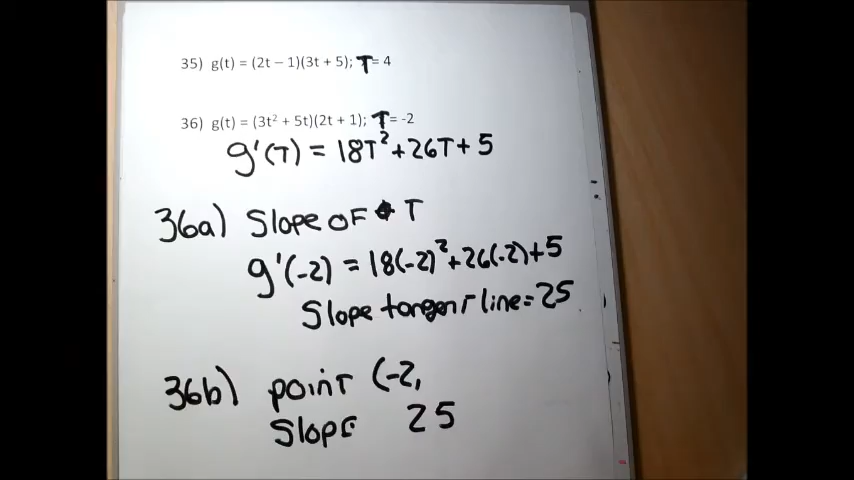 35) g(t) = (2t – 1)(3t + 5); T= 4
36) g(t) = (3t² + 5t)(2t + 1); T= -2
g'(T) = 18T² + 26T + 5
36a) Slope OF T
g'(-2) = 18(-2)² + 26(-2) + 5
Slope tangent line = 25
36b) point (-2,
Slope 25